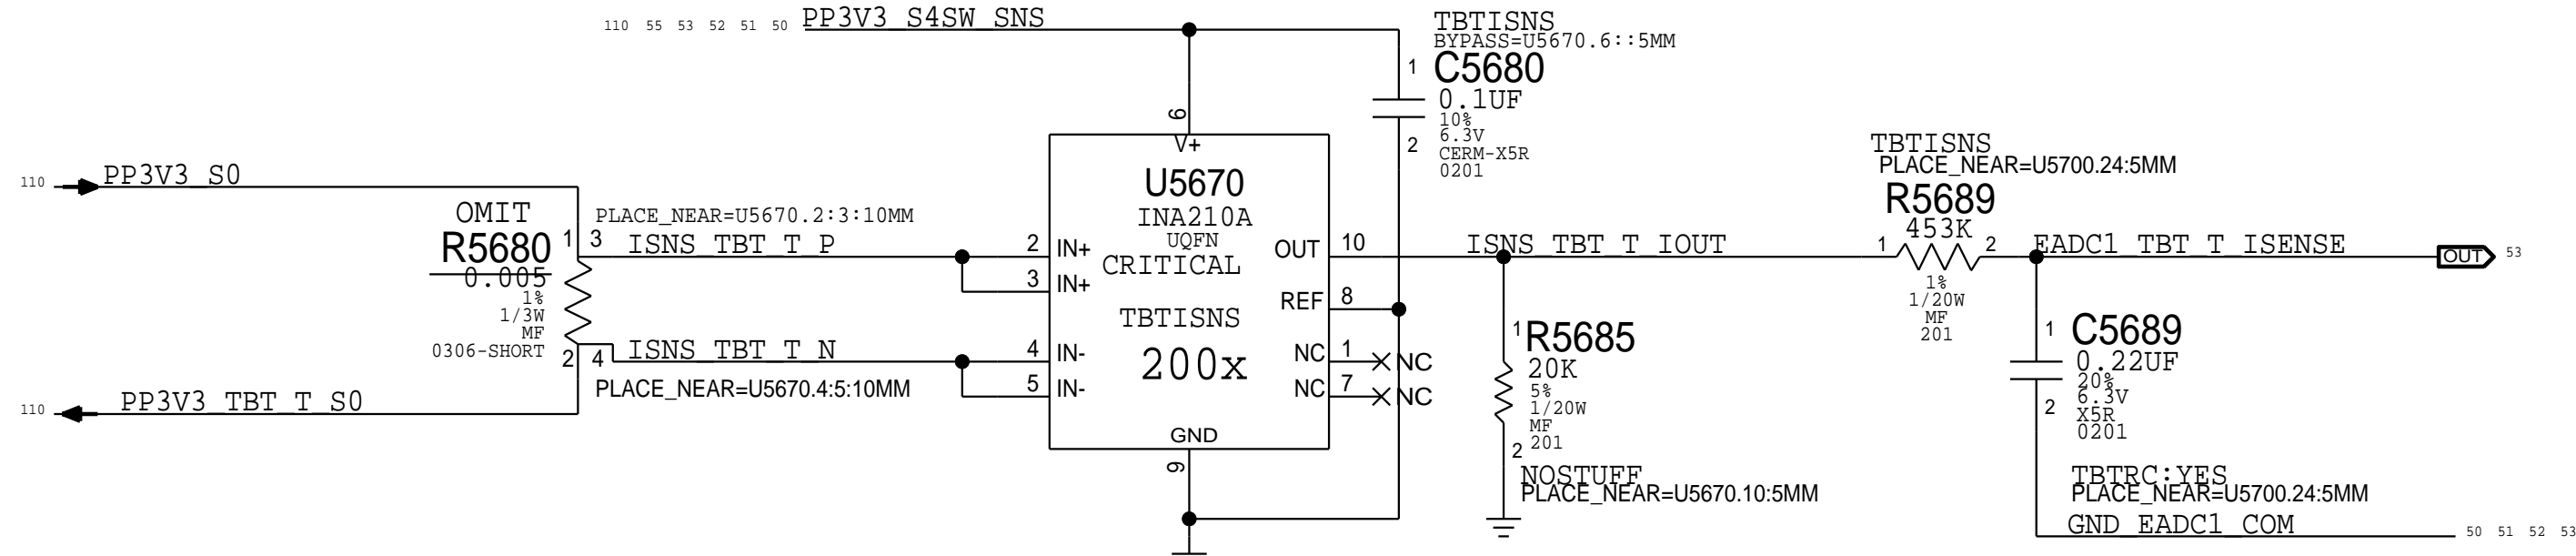 110 55 53 52 51 50 PP3V3_S4SW_SNS
TBTISNS
BYPASS=U5670.6::5MM
1
C5680
0.1UF
10%
6.3V
2
CERM-X5R
0201
6
V+
110 PP3V3_S0
OMIT
R5680
0.005
1%
1/3W
MF
0306-SHORT
1 3
PLACE_NEAR=U5670.2:3:10MM
ISNS_TBT_T_P
2 4
ISNS_TBT_T_N
PLACE_NEAR=U5670.4:5:10MM
110 PP3V3_TBT_T_S0
U5670
INA210A
UQFN
CRITICAL
TBTISNS
200x
2 IN+
3 IN+
4 IN-
5 IN-
OUT 10
REF 8
NC 1 NC
NC 7 NC
GND
9
ISNS_TBT_T_IOUT
1
R5685
20K
5%
1/20W
MF
201
2
NOSTUFF
PLACE_NEAR=U5670.10:5MM
TBTISNS
PLACE_NEAR=U5700.24:5MM
R5689
453K
1 2
1%
1/20W
MF
201
EADC1_TBT_T_ISENSE
OUT 53
1
C5689
0.22UF
20%
6.3V
2
X5R
0201
TBTRC:YES
PLACE_NEAR=U5700.24:5MM
GND_EADC1_COM
50 51 52 53